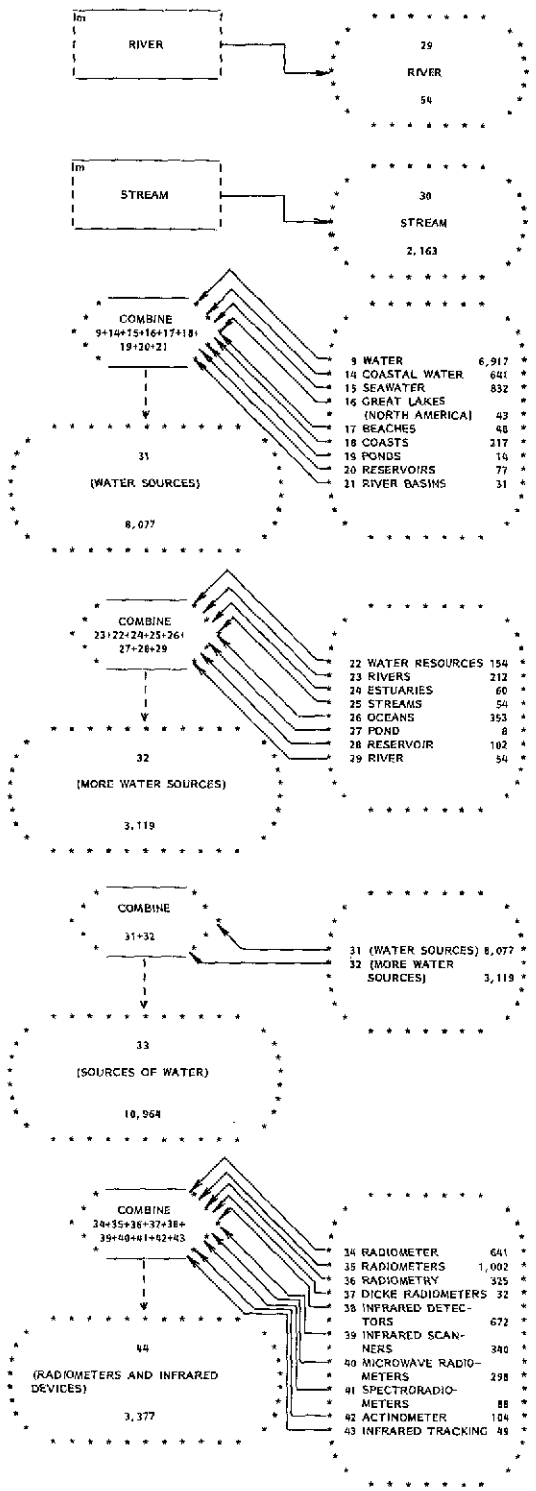 Im
RIVER
29
RIVER
54
Im
STREAM
30
STREAM
2,163
COMBINE
9+14+15+16+17+18+
19+20+21
9 WATER 6,917
14 COASTAL WATER 641
15 SEAWATER 832
16 GREAT LAKES
(NORTH AMERICA) 43
17 BEACHES 48
18 COASTS 217
19 PONDS 14
20 RESERVOIRS 77
21 RIVER BASINS 31
31
(WATER SOURCES)
8,077
COMBINE
23+22+24+25+26+
27+28+29
22 WATER RESOURCES 154
23 RIVERS 212
24 ESTUARIES 60
25 STREAMS 54
26 OCEANS 353
27 POND 8
28 RESERVOIR 102
29 RIVER 54
32
(MORE WATER SOURCES)
3,119
COMBINE
31+32
31 (WATER SOURCES) 8,077
32 (MORE WATER
SOURCES) 3,119
33
(SOURCES OF WATER)
10,964
COMBINE
34+35+36+37+38+
39+40+41+42+43
34 RADIOMETER 641
35 RADIOMETERS 1,002
36 RADIOMETRY 325
37 DICKE RADIOMETERS 32
38 INFRARED DETEC-
TORS 672
39 INFRARED SCAN-
NERS 340
40 MICROWAVE RADIO-
METERS 298
41 SPECTRORADIO-
METERS 88
42 ACTINOMETER 104
43 INFRARED TRACKING 49
44
(RADIOMETERS AND INFRARED
DEVICES)
3,377